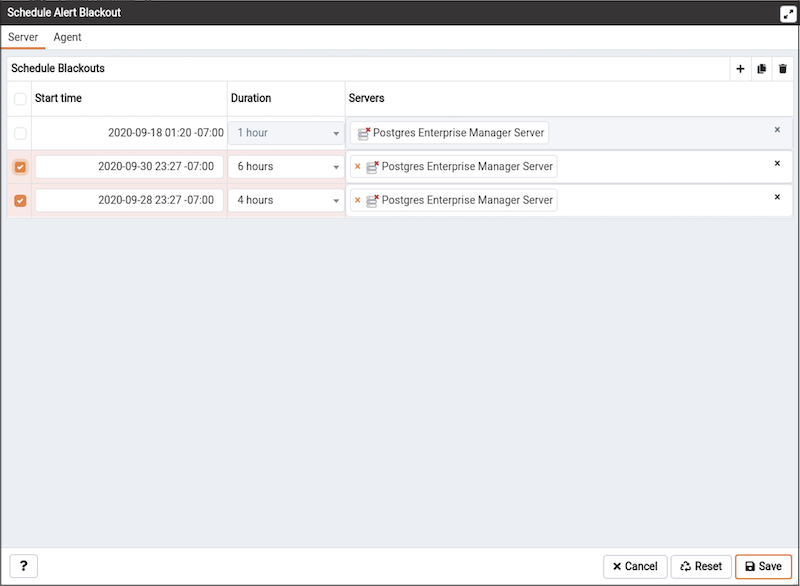 Schedule Alert Blackout
Server Agent
Schedule Blackouts
Start time Duration Servers
2020-09-18 01:20 -07:00 1 hour Postgres Enterprise Manager Server
2020-09-30 23:27 -07:00 6 hours Postgres Enterprise Manager Server
2020-09-28 23:27 -07:00 4 hours Postgres Enterprise Manager Server
? Cancel Reset Save